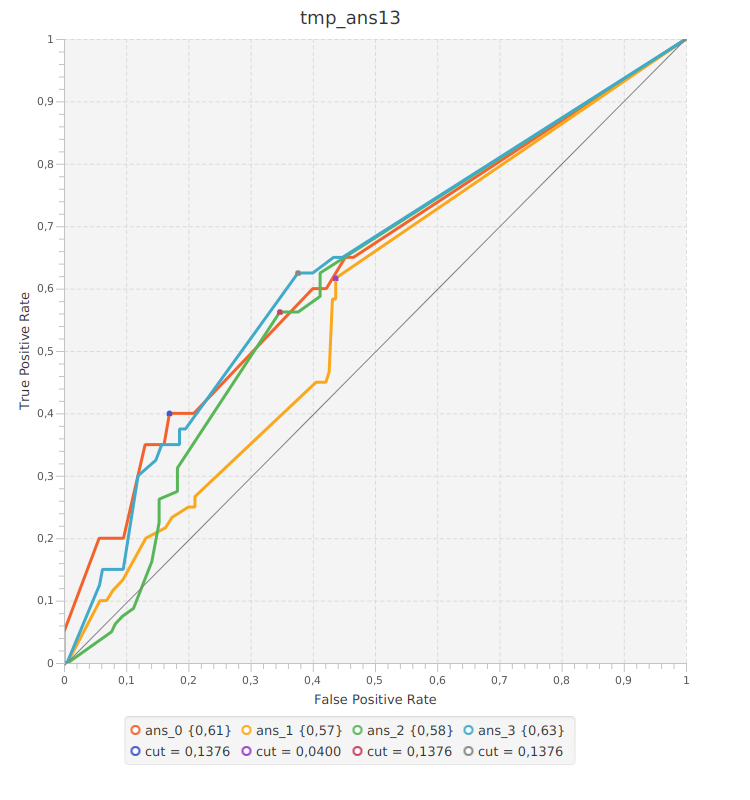 tmp_ans13
1
0,9
0,8
0,7
0,6
0,5
0,4
0,3
0,2
0,1
0
True Positive Rate
0 0,1 0,2 0,3 0,4 0,5 0,6 0,7 0,8 0,9 1
False Positive Rate
ans_0 {0,61} ans_1 {0,57} ans_2 {0,58} ans_3 {0,63}
cut = 0,1376 cut = 0,0400 cut = 0,1376 cut = 0,1376